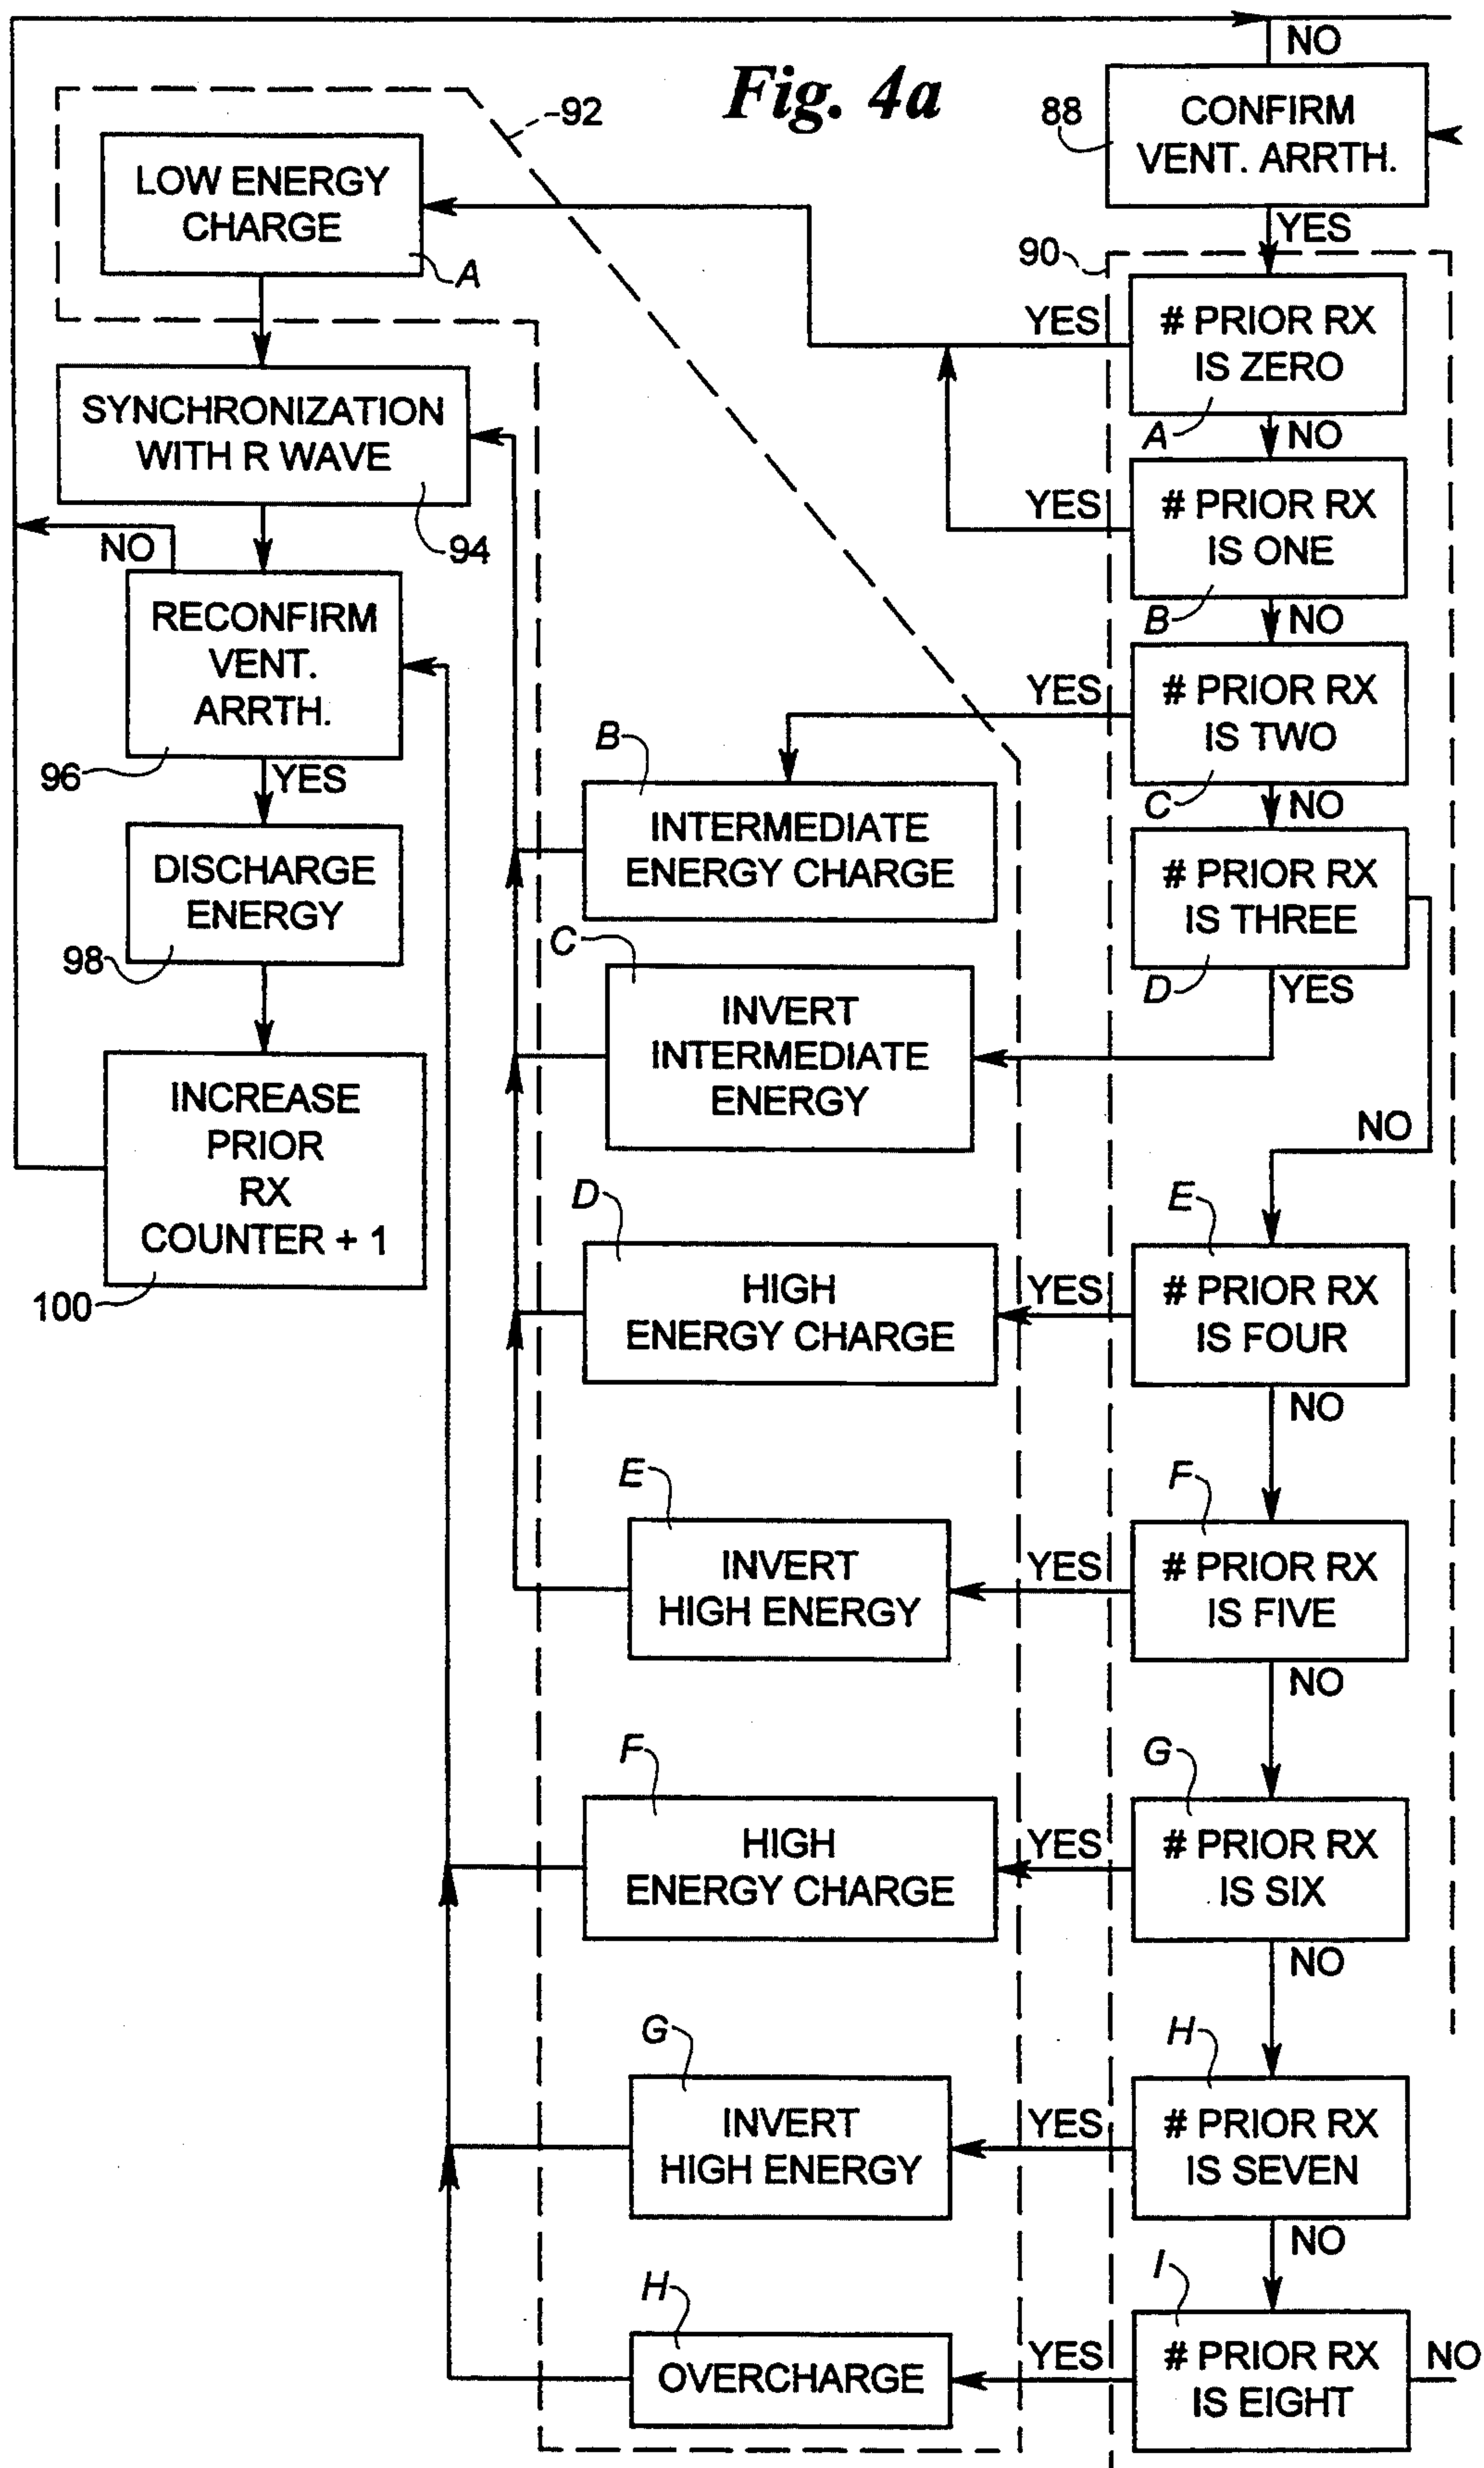 Fig. 4a
NO
88
CONFIRM
VENT. ARRTH.
YES
92
LOW ENERGY
CHARGE
A
90
YES
# PRIOR RX
IS ZERO
A
NO
SYNCHRONIZATION
WITH R WAVE
94
YES
# PRIOR RX
IS ONE
B
NO
NO
RECONFIRM
VENT.
ARRTH.
96
YES
YES
# PRIOR RX
IS TWO
C
NO
B
INTERMEDIATE
ENERGY CHARGE
DISCHARGE
ENERGY
98
# PRIOR RX
IS THREE
D
YES
NO
C
INVERT
INTERMEDIATE
ENERGY
INCREASE
PRIOR
RX
COUNTER + 1
100
D
HIGH
ENERGY CHARGE
YES
E
# PRIOR RX
IS FOUR
NO
E
INVERT
HIGH ENERGY
YES
F
# PRIOR RX
IS FIVE
NO
F
HIGH
ENERGY CHARGE
YES
G
# PRIOR RX
IS SIX
NO
G
INVERT
HIGH ENERGY
YES
H
# PRIOR RX
IS SEVEN
NO
H
OVERCHARGE
YES
I
# PRIOR RX
IS EIGHT
NO